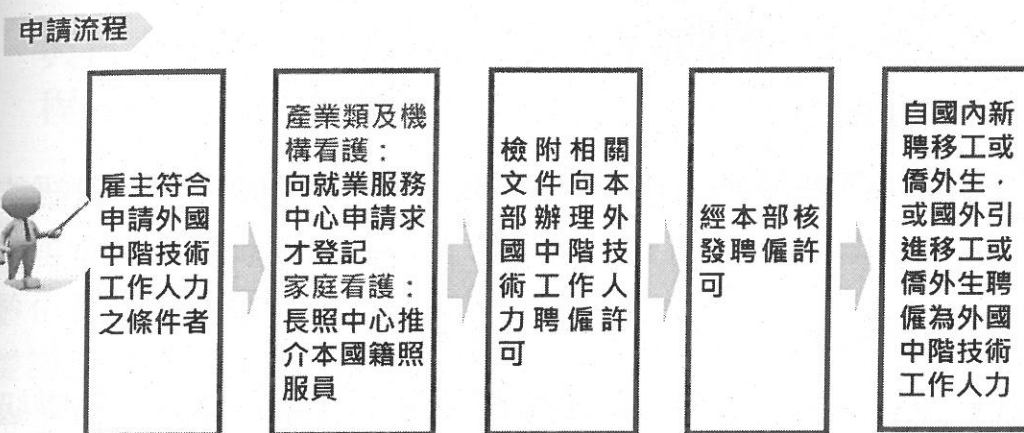 申請流程
雇主符合
申請外國
中階技術
工作人力
之條件者
產業類及機
構看護：
向就業服務
中心申請求
才登記
家庭看護：
長照中心推
介本國籍照
服員
檢附相關
文件向本
部辦理外
國中階技
術工作人
力聘僱許
可
經本部核
發聘僱許
可
自國內新
聘移工或
僑外生，
或國外引
進移工或
僑外生聘
僱為外國
中階技術
工作人力